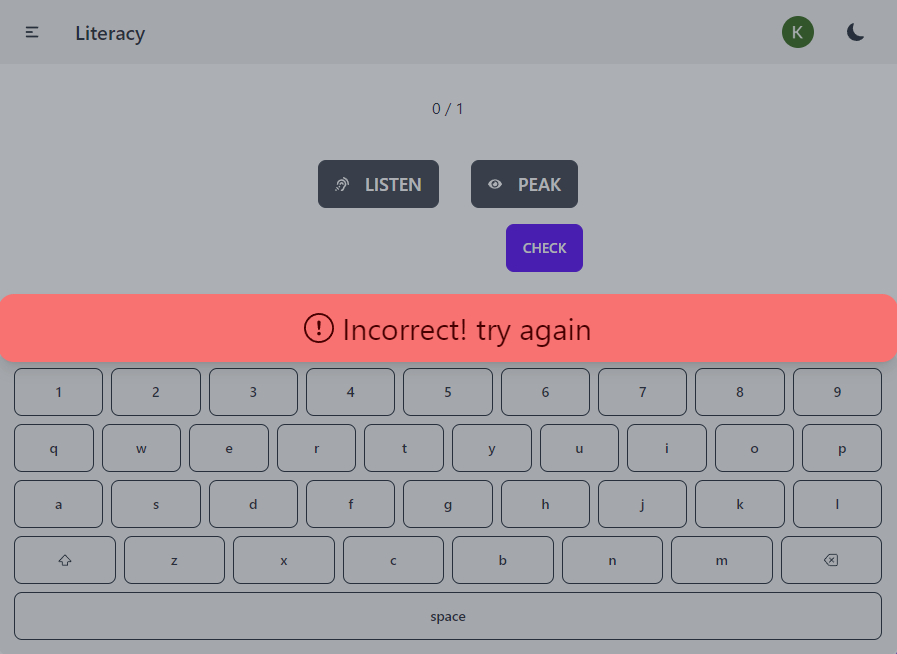 Literacy K
0 / 1
LISTEN PEAK
CHECK
Incorrect! try again
1 2 3 4 5 6 7 8 9
q w e r t y u i o p
a s d f g h j k l
z x c b n m
space